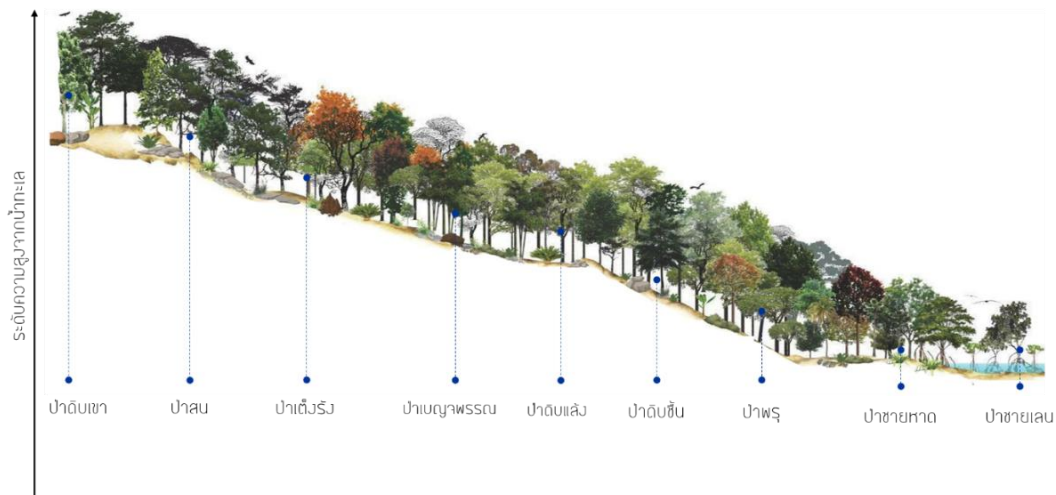 ระดับความสูงจากน้ำทะเล
ป่าดิบเขา
ป่าสน
ป่าเต็งรัง
ป่าเบญจพรรณ
ป่าดิบแล้ง
ป่าดิบชื้น
ป่าพรุ
ป่าชายหาด
ป่าชายเลน